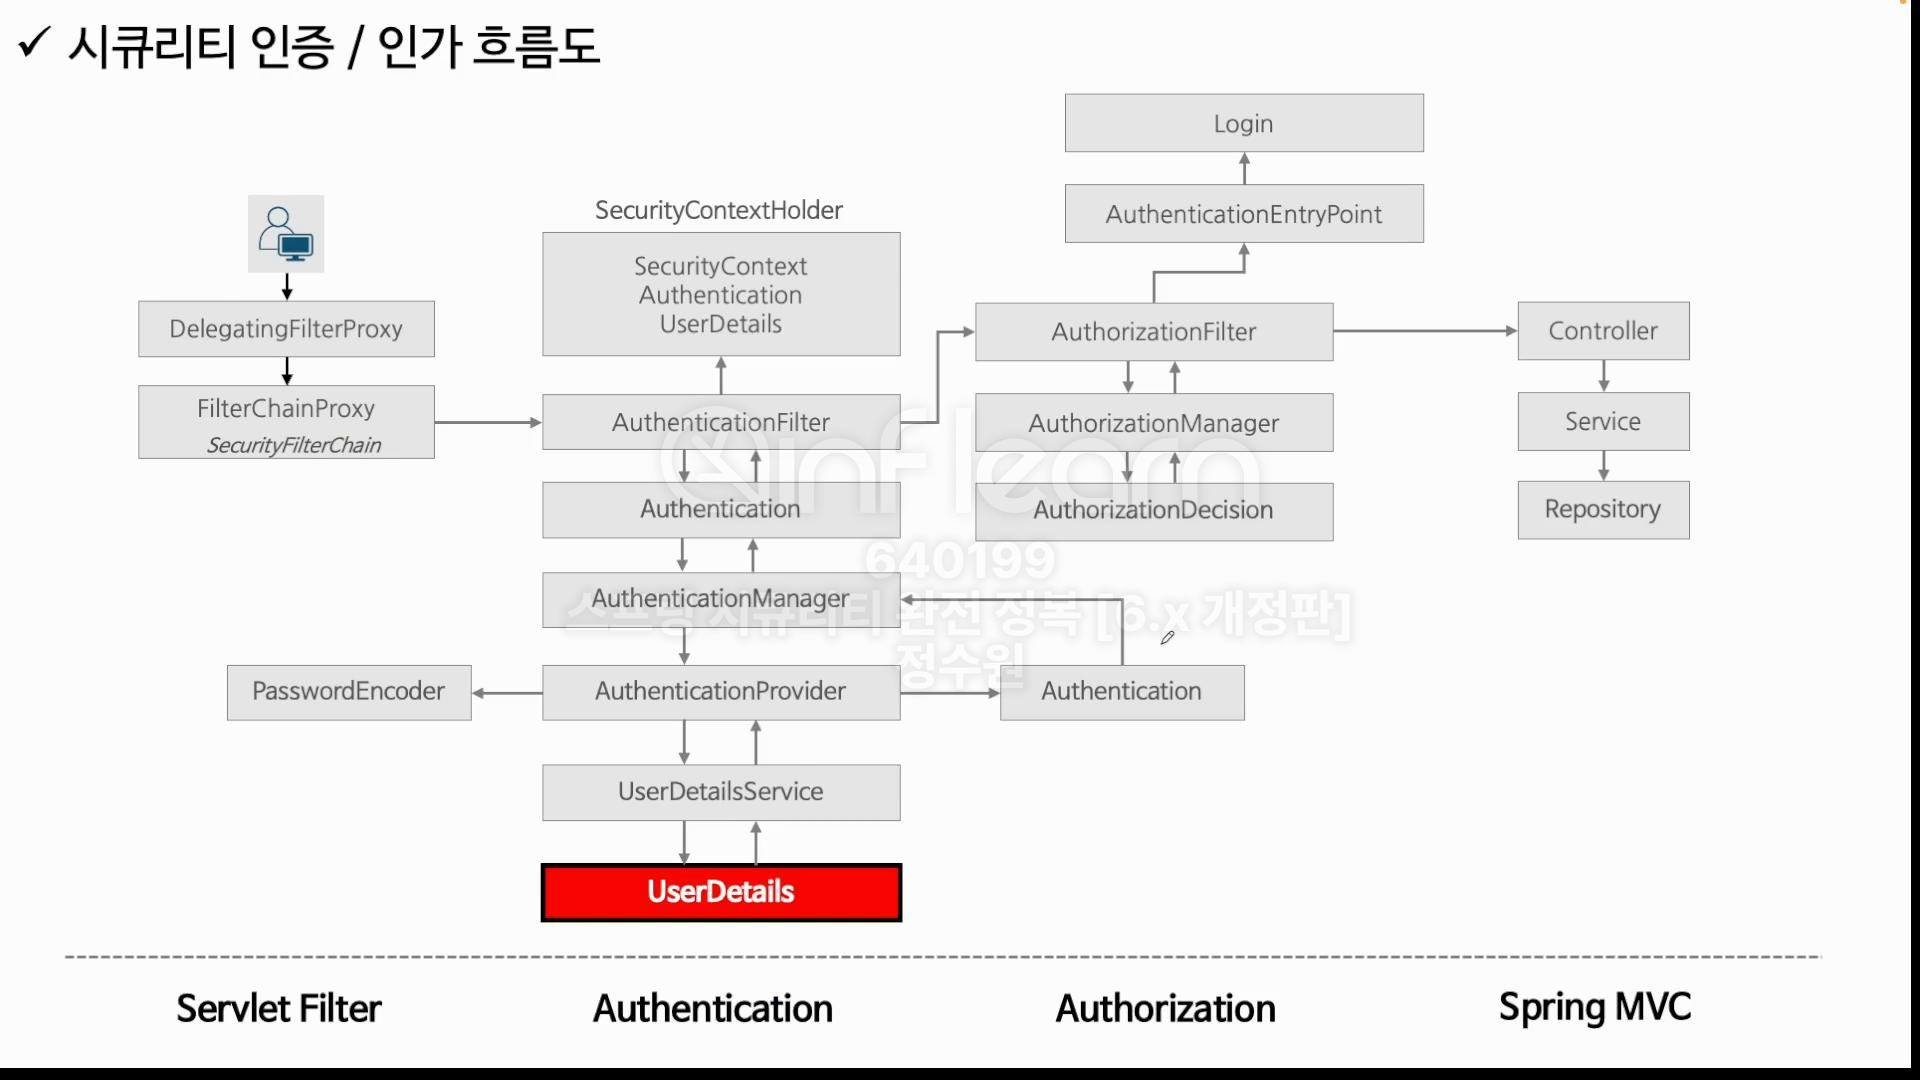 ✓ 시큐리티 인증 / 인가 흐름도
Login
AuthenticationEntryPoint
SecurityContextHolder
SecurityContext
Authentication
UserDetails
DelegatingFilterProxy
AuthorizationFilter
Controller
FilterChainProxy
SecurityFilterChain
AuthenticationFilter
AuthorizationManager
Service
inflearn
Authentication
AuthorizationDecision
Repository
640199
AuthenticationManager
스프링 시큐리티 완전 정복 [6.x 개정판]
정수원
PasswordEncoder
AuthenticationProvider
Authentication
UserDetailsService
UserDetails
Servlet Filter
Authentication
Authorization
Spring MVC